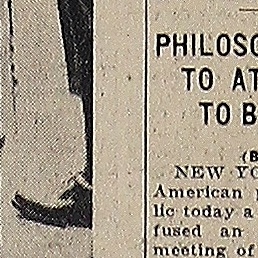 PHILOSO
TO AT
TO B
(B
NEW YO
American p
lic today a
fused an
meeting of